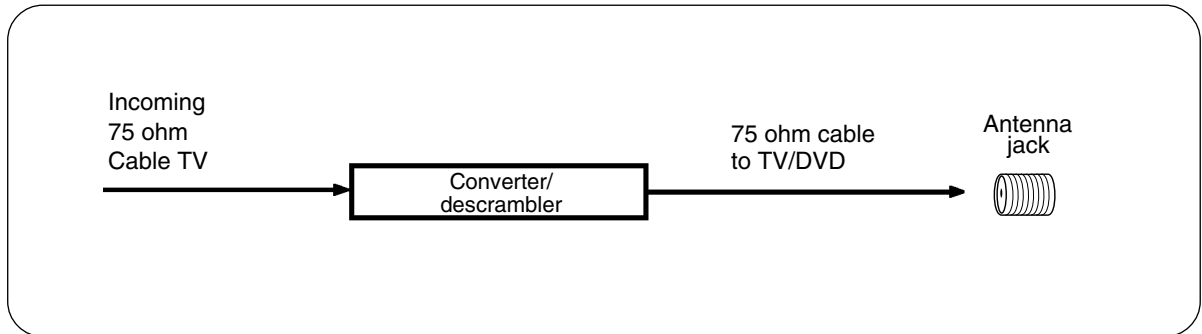 Incoming
75 ohm
Cable TV
Converter/
descrambler
75 ohm cable
to TV/DVD
Antenna
jack